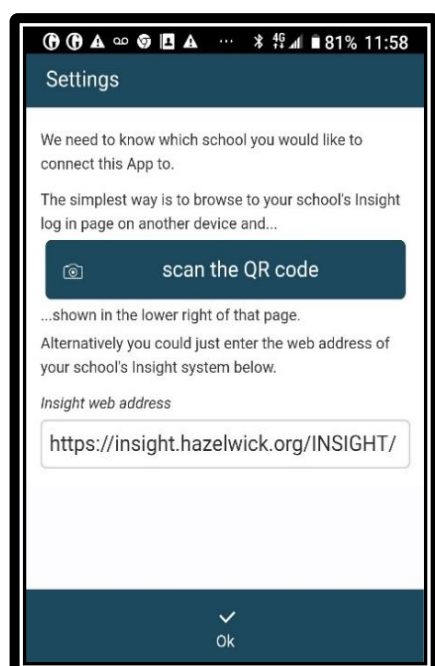 4G 81% 11:58
Settings
We need to know which school you would like to
connect this App to.
The simplest way is to browse to your school's Insight
log in page on another device and...
scan the QR code
...shown in the lower right of that page.
Alternatively you could just enter the web address of
your school's Insight system below.
Insight web address
https://insight.hazelwick.org/INSIGHT/
Ok